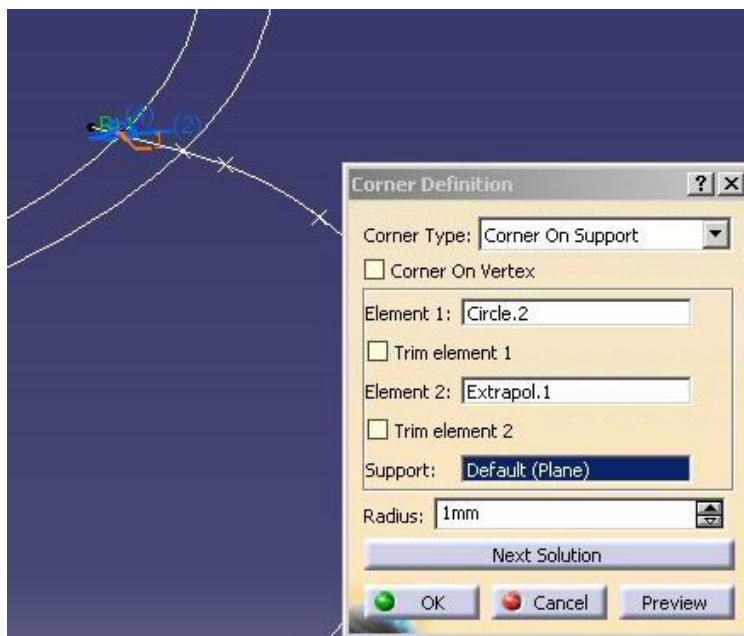 (2)
Corner Definition
? X
Corner Type: Corner On Support
Corner On Vertex
Element 1: Circle.2
Trim element 1
Element 2: Extrapol.1
Trim element 2
Support: Default (Plane)
Radius: 1mm
Next Solution
OK Cancel Preview